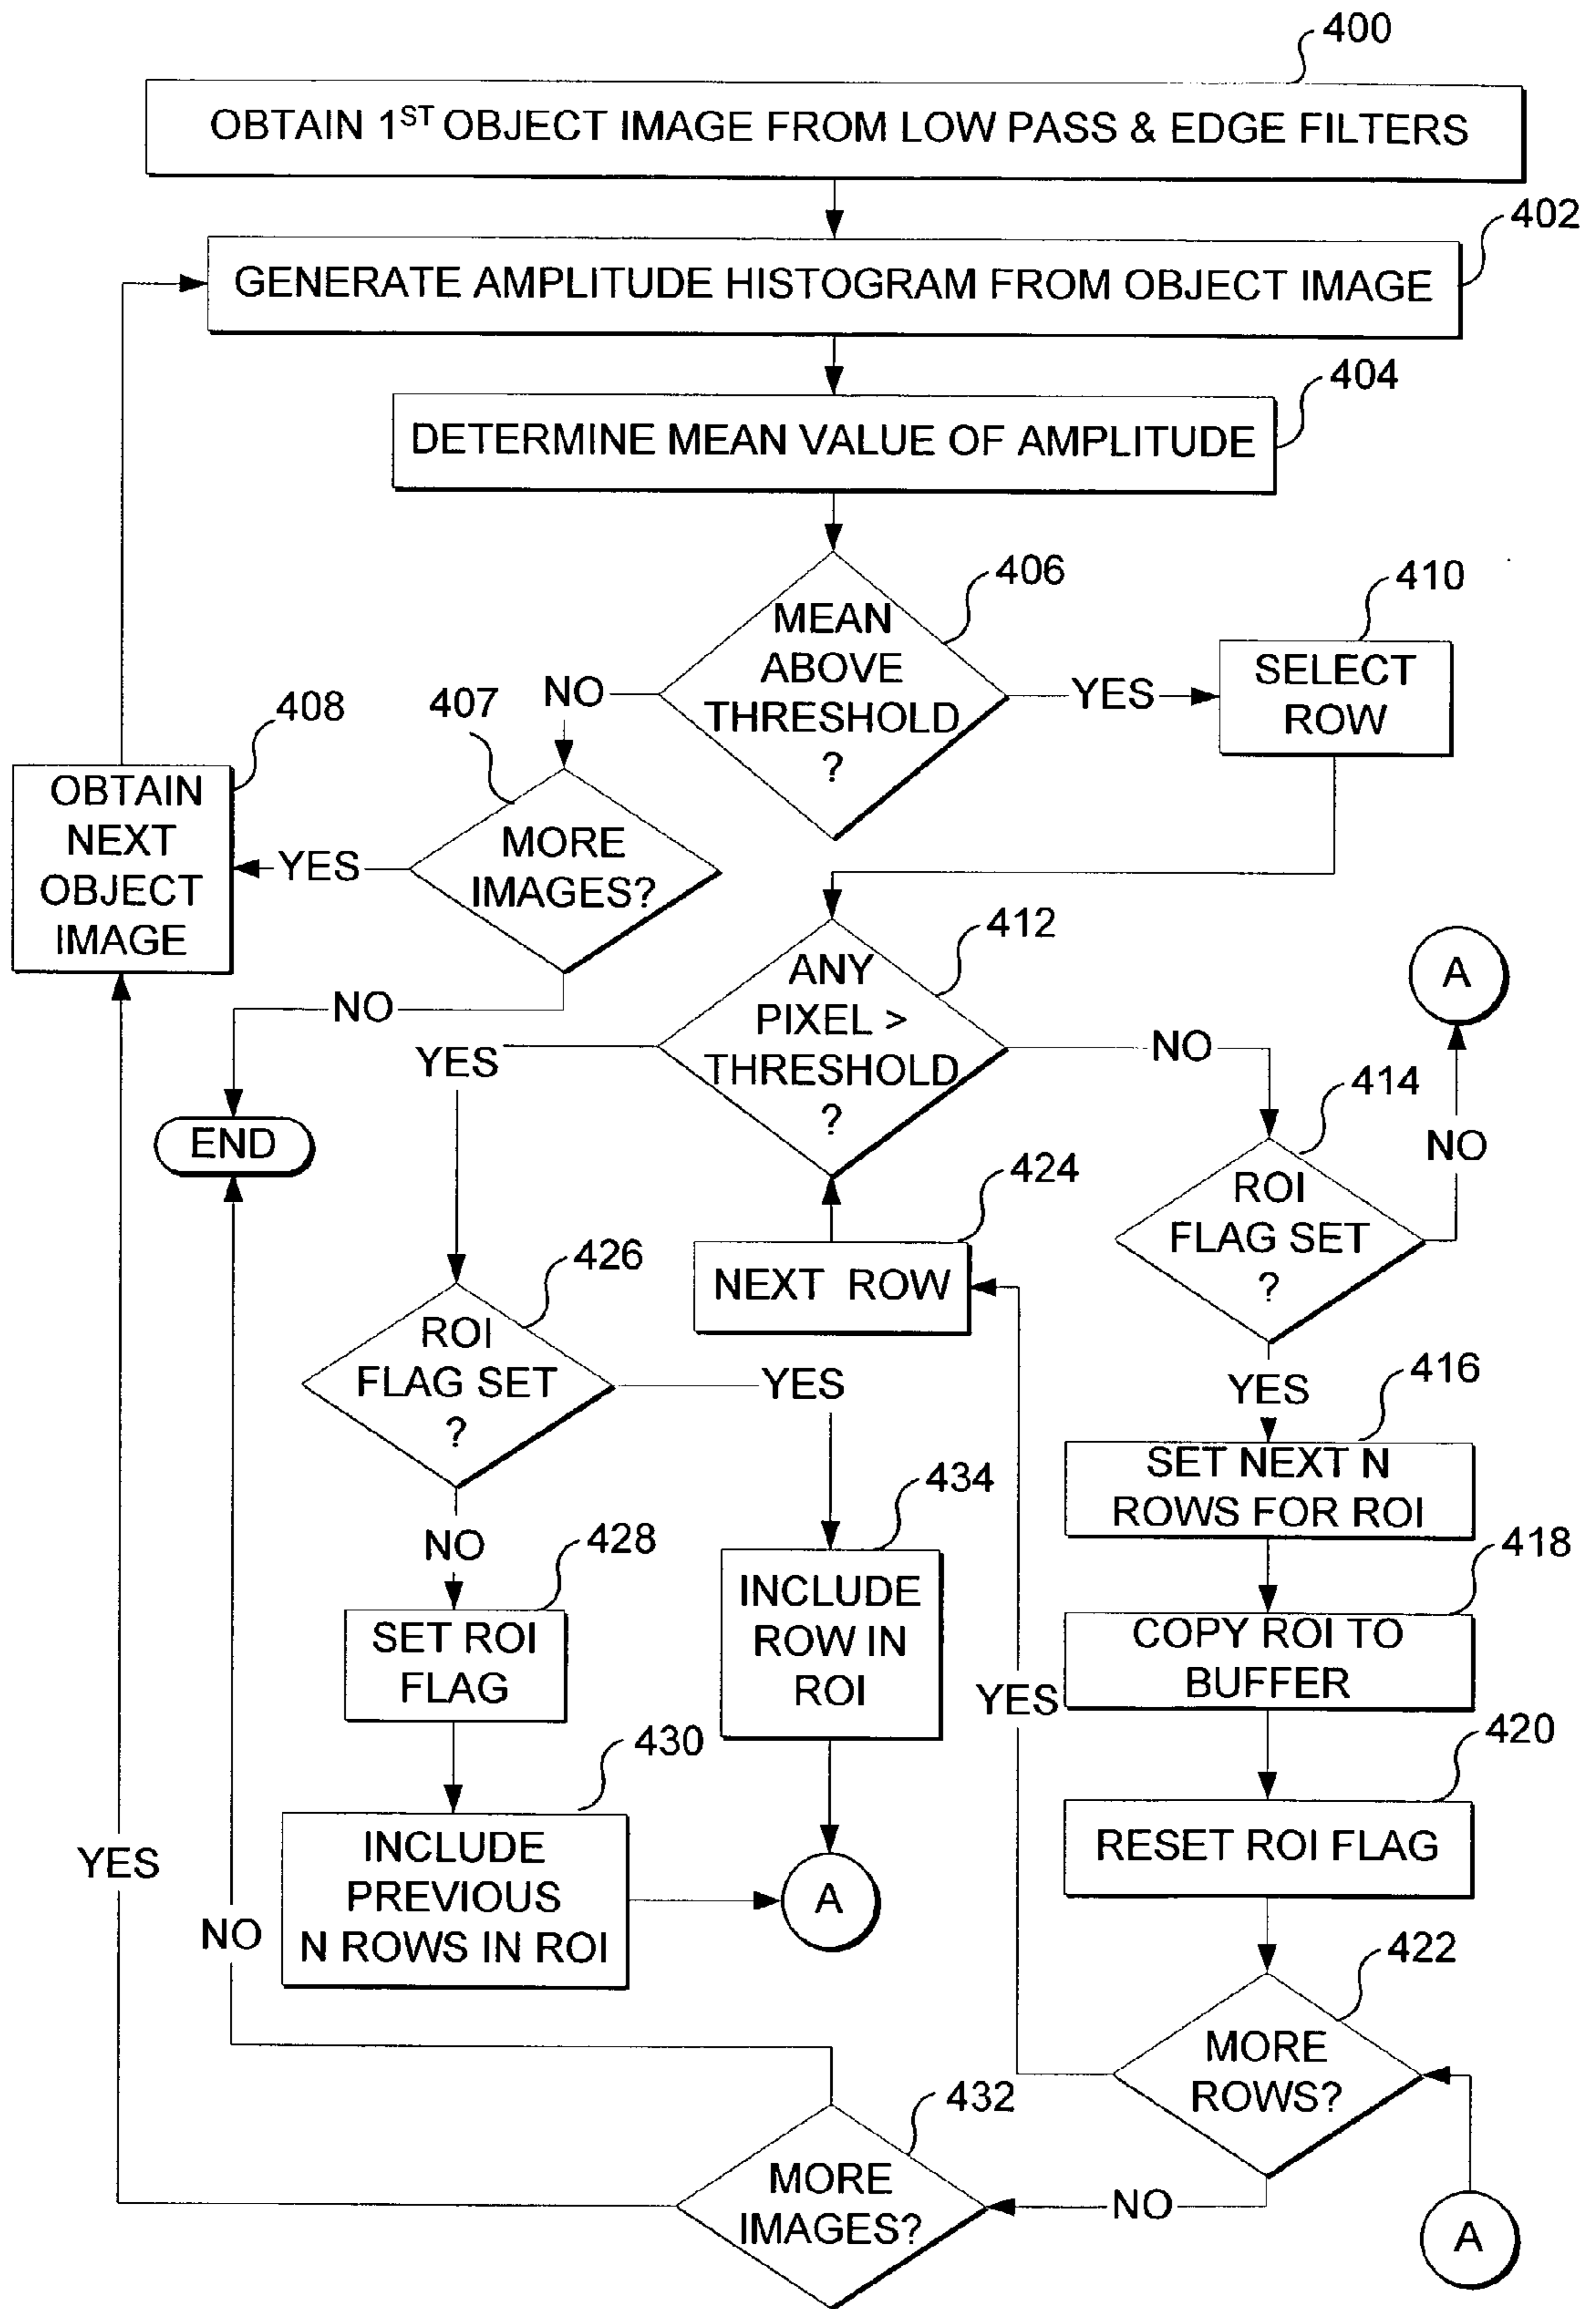 400
OBTAIN 1ST OBJECT IMAGE FROM LOW PASS & EDGE FILTERS
402
GENERATE AMPLITUDE HISTOGRAM FROM OBJECT IMAGE
404
DETERMINE MEAN VALUE OF AMPLITUDE
406
MEAN
ABOVE
THRESHOLD
?
YES
410
SELECT
ROW
NO
407
MORE
IMAGES?
YES
408
OBTAIN
NEXT
OBJECT
IMAGE
NO
END
412
ANY
PIXEL >
THRESHOLD
?
NO
A
414
ROI
FLAG SET
?
NO
YES
424
NEXT ROW
426
ROI
FLAG SET
?
YES
YES
416
SET NEXT N
ROWS FOR ROI
434
INCLUDE
ROW IN
ROI
NO
428
SET ROI
FLAG
418
COPY ROI TO
BUFFER
YES
420
RESET ROI FLAG
430
INCLUDE
PREVIOUS
N ROWS IN ROI
A
YES
NO
422
MORE
ROWS?
432
MORE
IMAGES?
NO
A